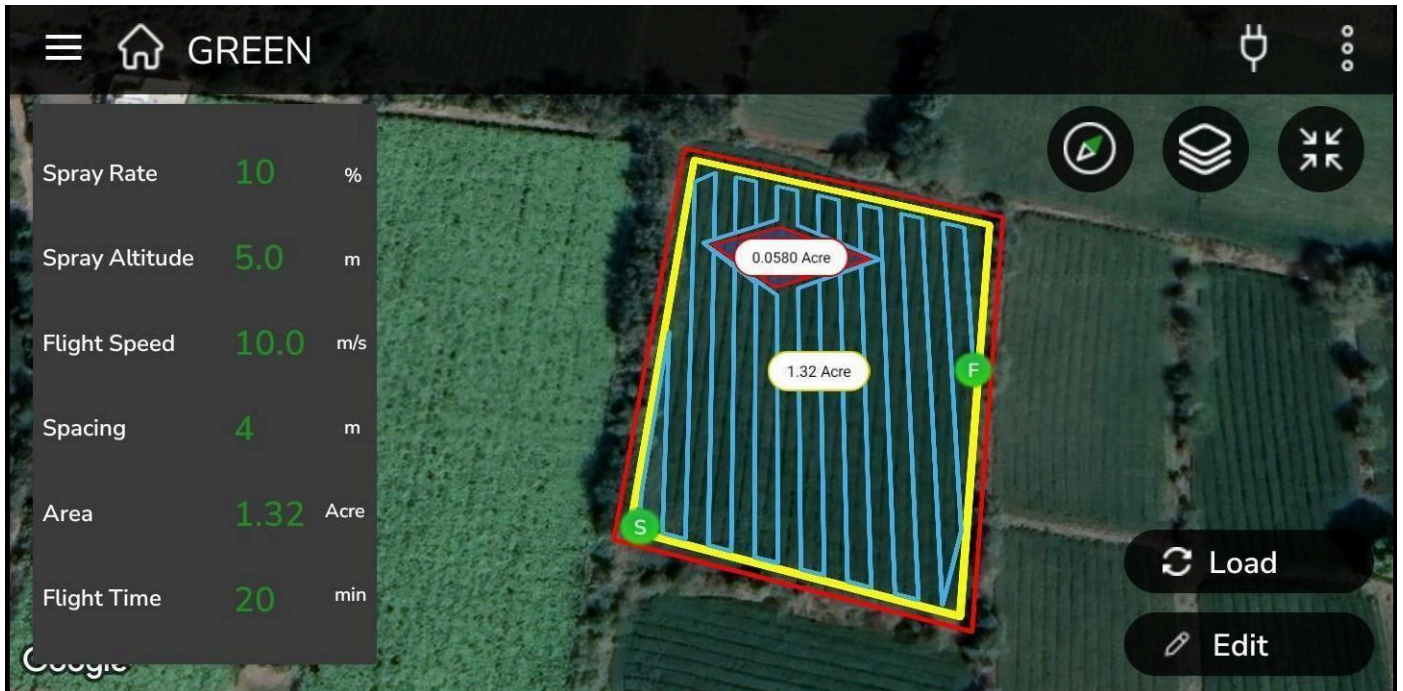 GREEN
Spray Rate 10 %
Spray Altitude 5.0 m
Flight Speed 10.0 m/s
Spacing 4 m
Area 1.32 Acre
Flight Time 20 min
0.0580 Acre
1.32 Acre
F
S
Load
Edit
Google